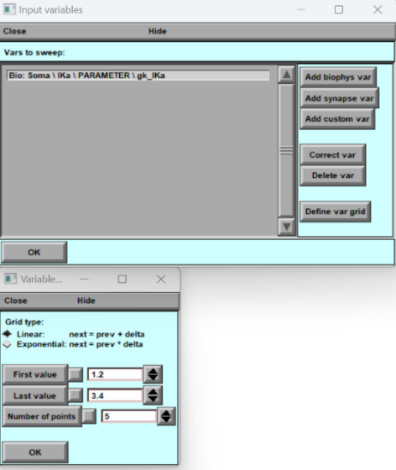 Input variables
Close Hide
Vars to sweep:
Bio: Soma \ IKa \ PARAMETER \ gk_IKa
Add biophys var
Add synapse var
Add custom var
Correct var
Delete var
Define var grid
OK
Variable...
Close Hide
Grid type:
Linear: next = prev + delta
Exponential: next = prev * delta
First value 1.2
Last value 3.4
Number of points 5
OK